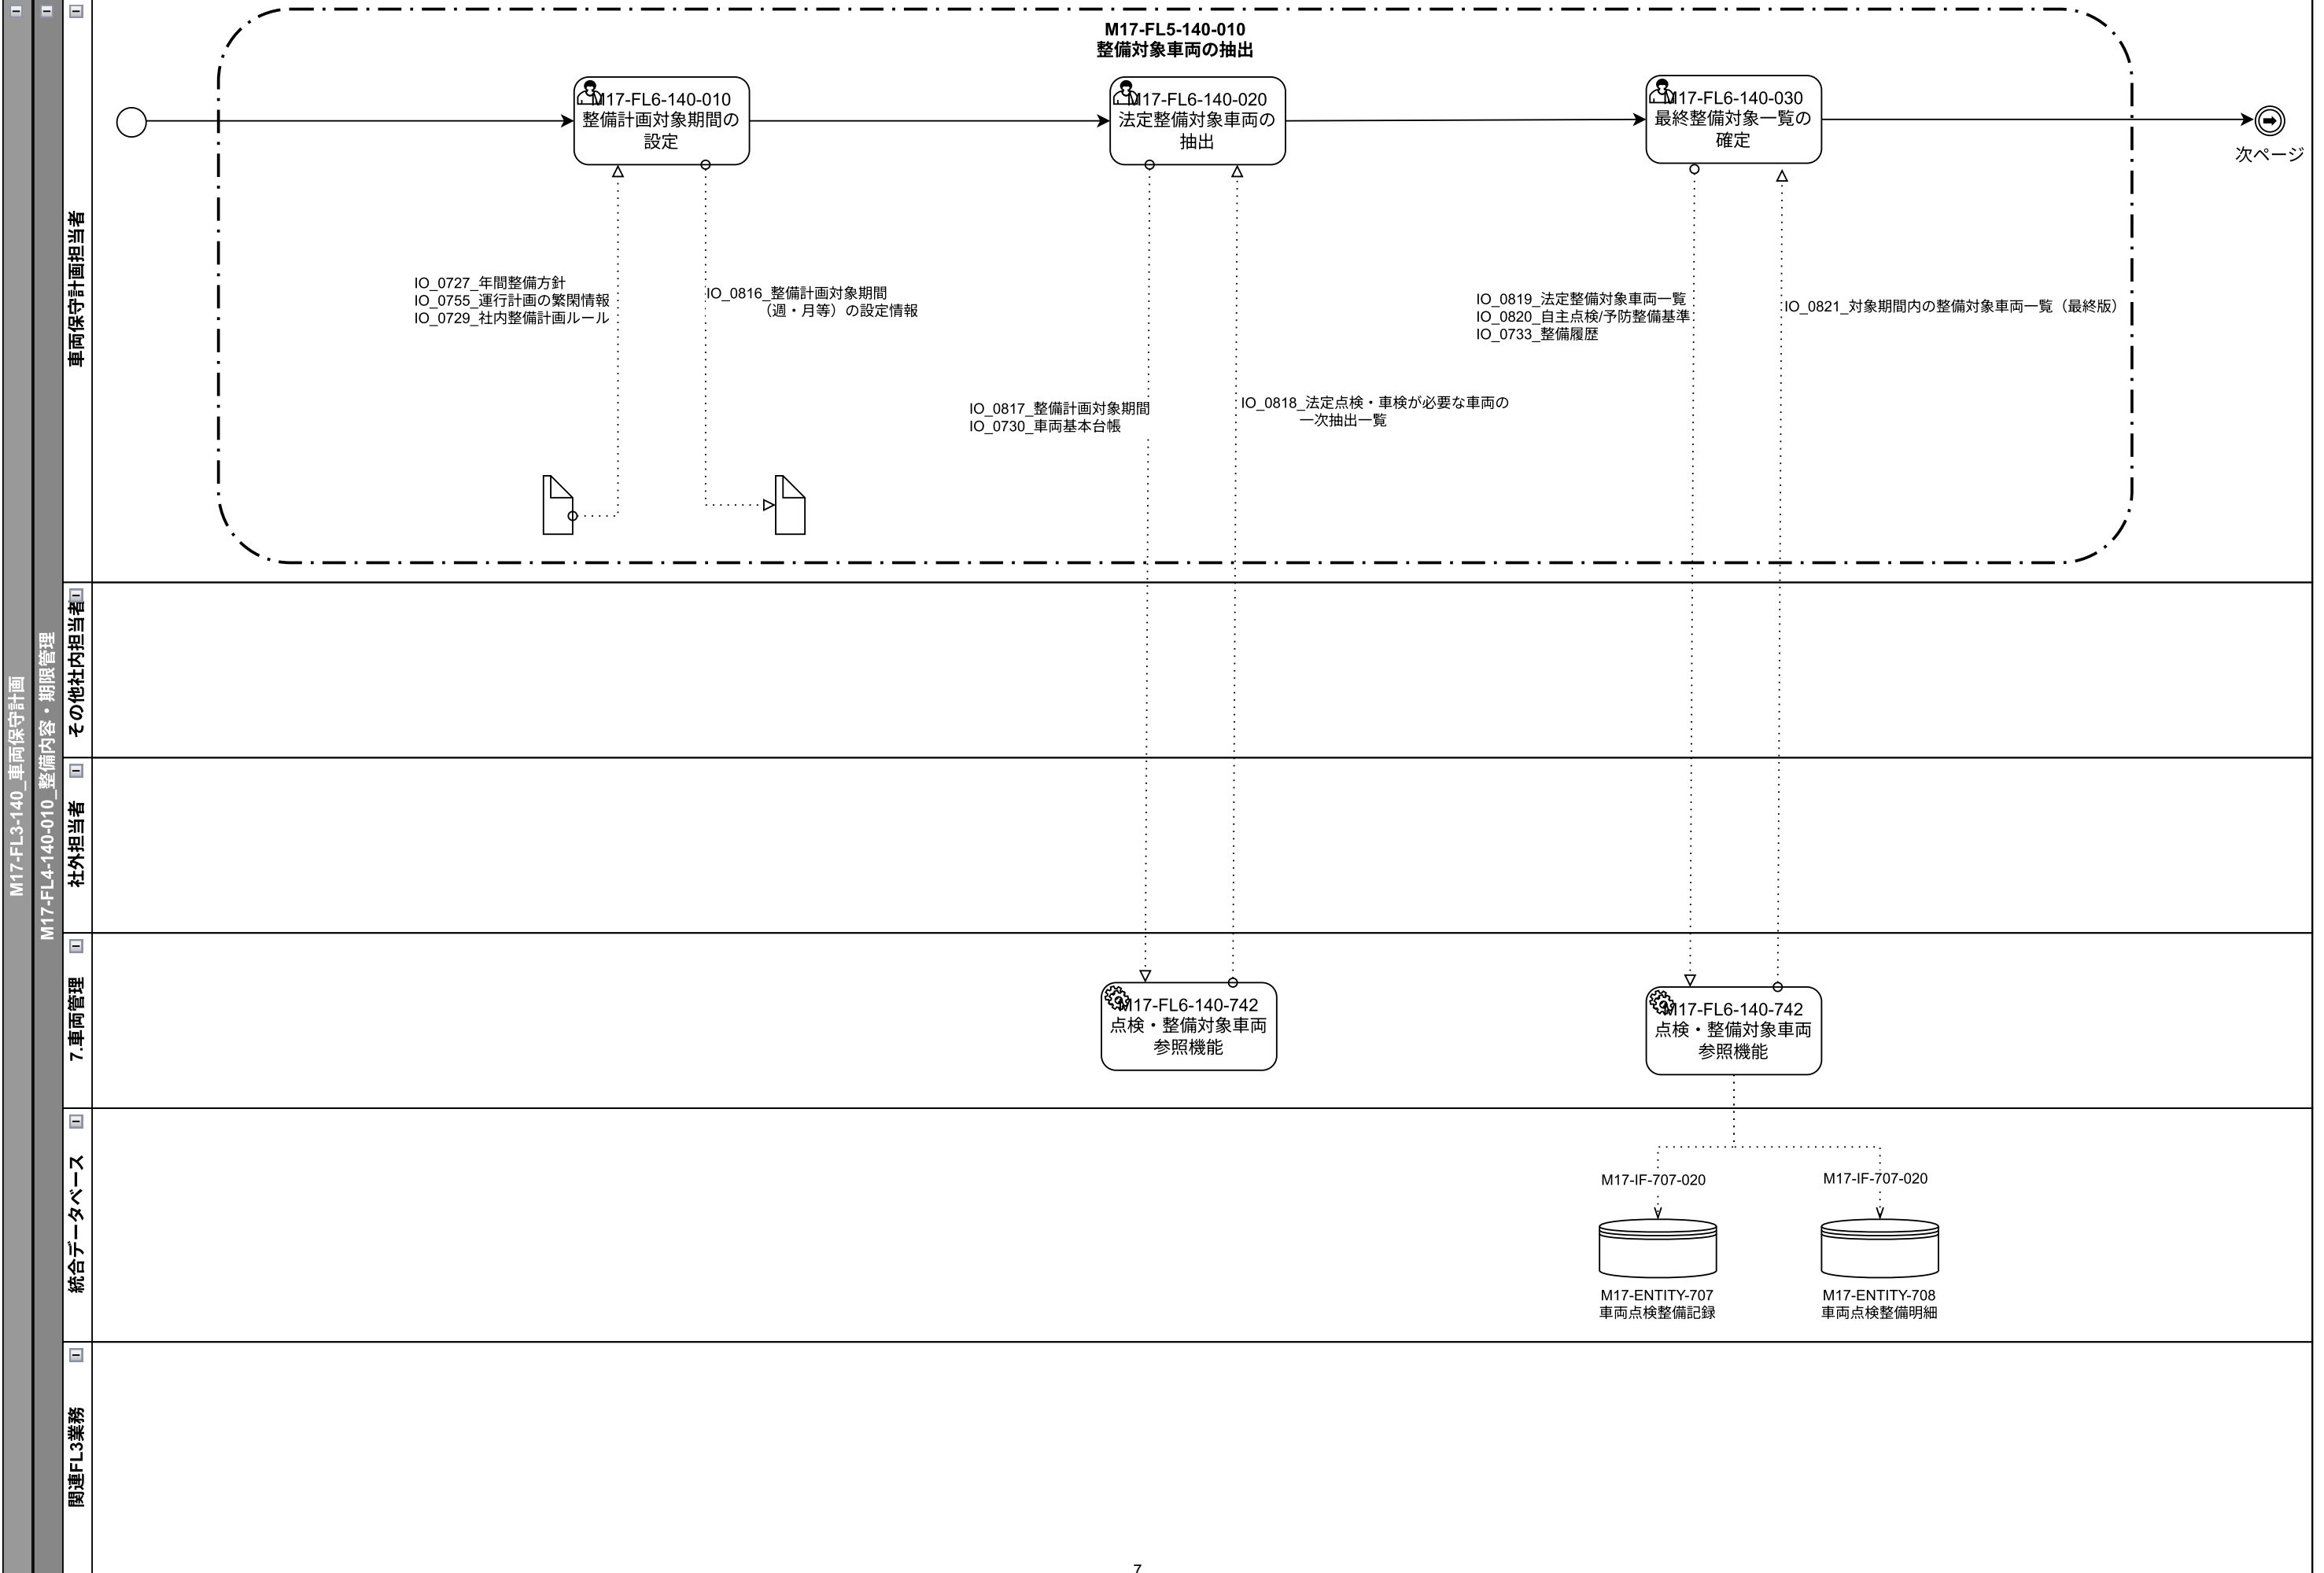 M17-FL3-140_車両保守計画
M17-FL4-140-010_整備内容・期限管理
車両保守計画担当者
M17-FL5-140-010
整備対象車両の抽出
M17-FL6-140-010
整備計画対象期間の
設定
M17-FL6-140-020
法定整備対象車両の
抽出
M17-FL6-140-030
最終整備対象一覧の
確定
次ページ
IO_0727_年間整備方針
IO_0755_運行計画の繁閑情報
IO_0729_社内整備計画ルール
IO_0816_整備計画対象期間
（週・月等）の設定情報
IO_0817_整備計画対象期間
IO_0730_車両基本台帳
IO_0818_法定点検・車検が必要な車両の
一次抽出一覧
IO_0819_法定整備対象車両一覧
IO_0820_自主点検/予防整備基準
IO_0733_整備履歴
IO_0821_対象期間内の整備対象車両一覧（最終版）
その他社内担当者
社外担当者
7.車両管理
M17-FL6-140-742
点検・整備対象車両
参照機能
M17-FL6-140-742
点検・整備対象車両
参照機能
統合データベース
M17-IF-707-020
M17-IF-707-020
M17-ENTITY-707
車両点検整備記録
M17-ENTITY-708
車両点検整備明細
関連FL3業務
7